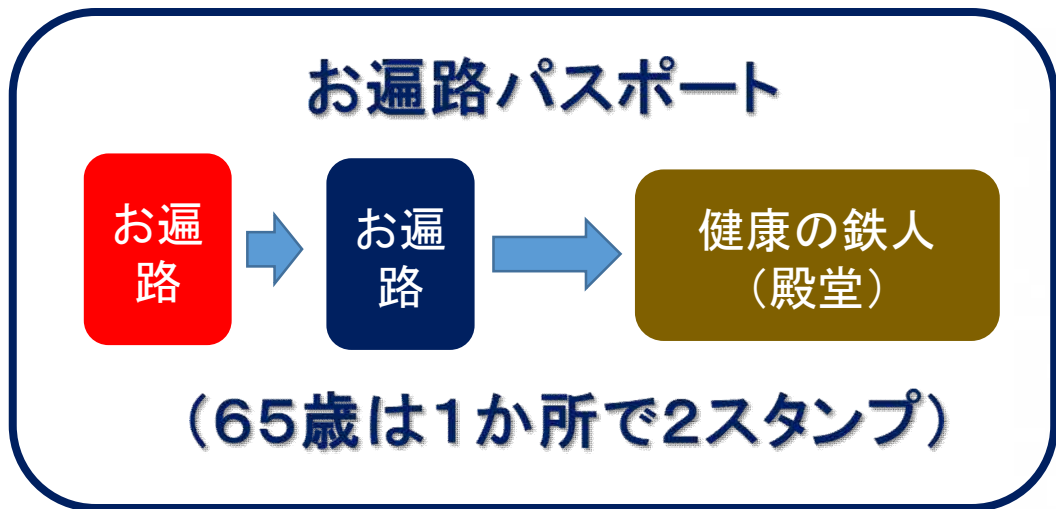 お遍路パスポート
お遍
路
お遍
路
健康の鉄人
（殿堂）
（65歳は1か所で2スタンプ）